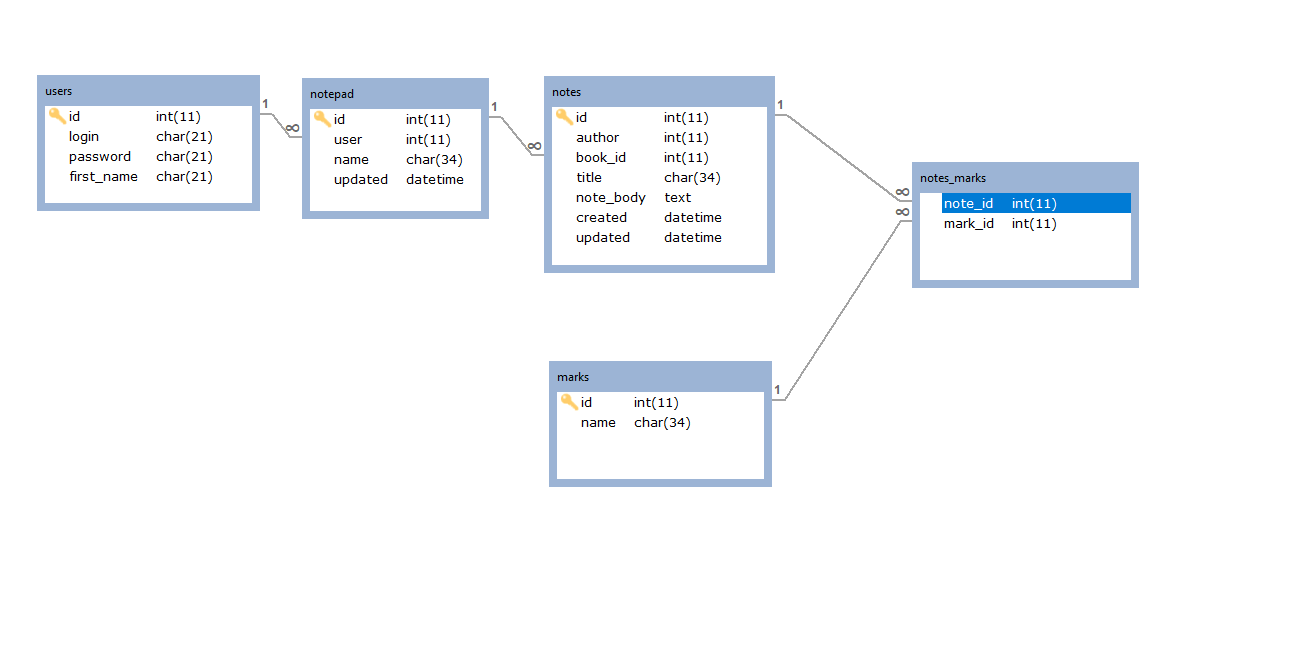 users
id int(11)
login char(21)
password char(21)
first_name char(21)
1
∞
notepad
id int(11)
user int(11)
name char(34)
updated datetime
1
∞
notes
id int(11)
author int(11)
book_id int(11)
title char(34)
note_body text
created datetime
updated datetime
1
∞
∞
notes_marks
note_id int(11)
mark_id int(11)
marks
id int(11)
name char(34)
1